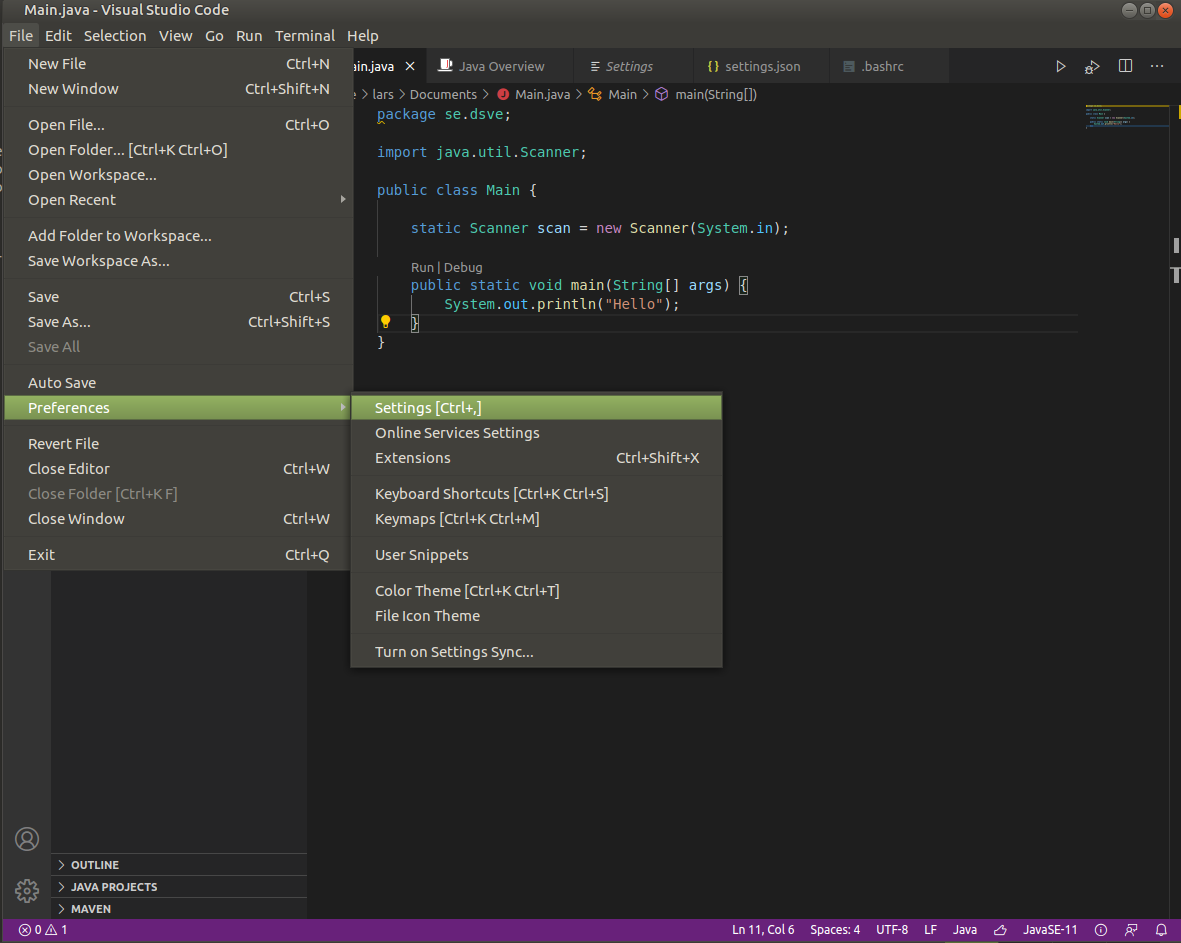 Main.java - Visual Studio Code
File Edit Selection View Go Run Terminal Help
New File Ctrl+N
New Window Ctrl+Shift+N
Open File... Ctrl+O
Open Folder... [Ctrl+K Ctrl+O]
Open Workspace...
Open Recent
Add Folder to Workspace...
Save Workspace As...
Save Ctrl+S
Save As... Ctrl+Shift+S
Save All
Auto Save
Preferences
Revert File
Close Editor Ctrl+W
Close Folder [Ctrl+K F]
Close Window Ctrl+W
Exit Ctrl+Q
Settings [Ctrl+,]
Online Services Settings
Extensions Ctrl+Shift+X
Keyboard Shortcuts [Ctrl+K Ctrl+S]
Keymaps [Ctrl+K Ctrl+M]
User Snippets
Color Theme [Ctrl+K Ctrl+T]
File Icon Theme
Turn on Settings Sync...
ain.java Java Overview Settings {} settings.json .bashrc
e > lars > Documents > J Main.java > Main > main(String[])
package se.dsve;
import java.util.Scanner;
public class Main {
static Scanner scan = new Scanner(System.in);
Run | Debug
public static void main(String[] args) {
System.out.println("Hello");
}
}
OUTLINE
JAVA PROJECTS
MAVEN
0 1 Ln 11, Col 6 Spaces: 4 UTF-8 LF Java JavaSE-11